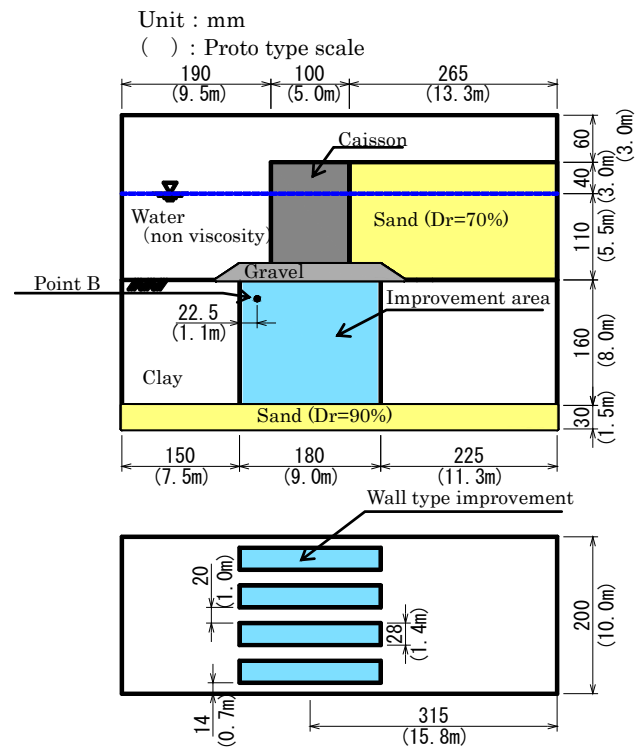 Unit : mm
( ) : Proto type scale
190 100 265
(9.5m) (5.0m) (13.3m)
Caisson
60
(3.0m)
40
(3.0m)
Water
(non viscosity)
Sand (Dr=70%)
110
(5.5m)
Gravel
Point B
Improvement area
22.5
(1.1m)
160
(8.0m)
Clay
Sand (Dr=90%)
30
(1.5m)
150 180 225
(7.5m) (9.0m) (11.3m)
Wall type improvement
20
(1.0m)
28
(1.4m)
200
(10.0m)
14
(0.7m)
315
(15.8m)